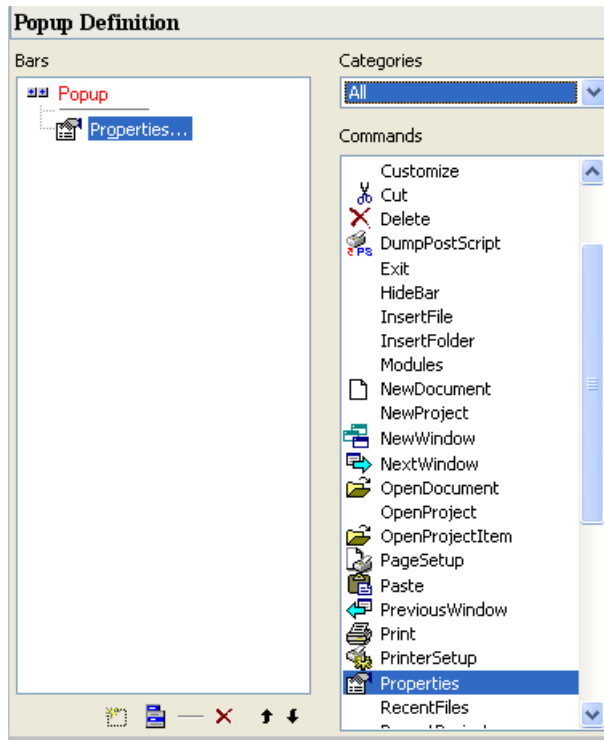 Popup Definition
Bars
Popup
Properties...
Categories
All
Commands
Customize
Cut
Delete
DumpPostScript
Exit
HideBar
InsertFile
InsertFolder
Modules
NewDocument
NewProject
NewWindow
NextWindow
OpenDocument
OpenProject
OpenProjectItem
PageSetup
Paste
PreviousWindow
Print
PrinterSetup
Properties
RecentFiles